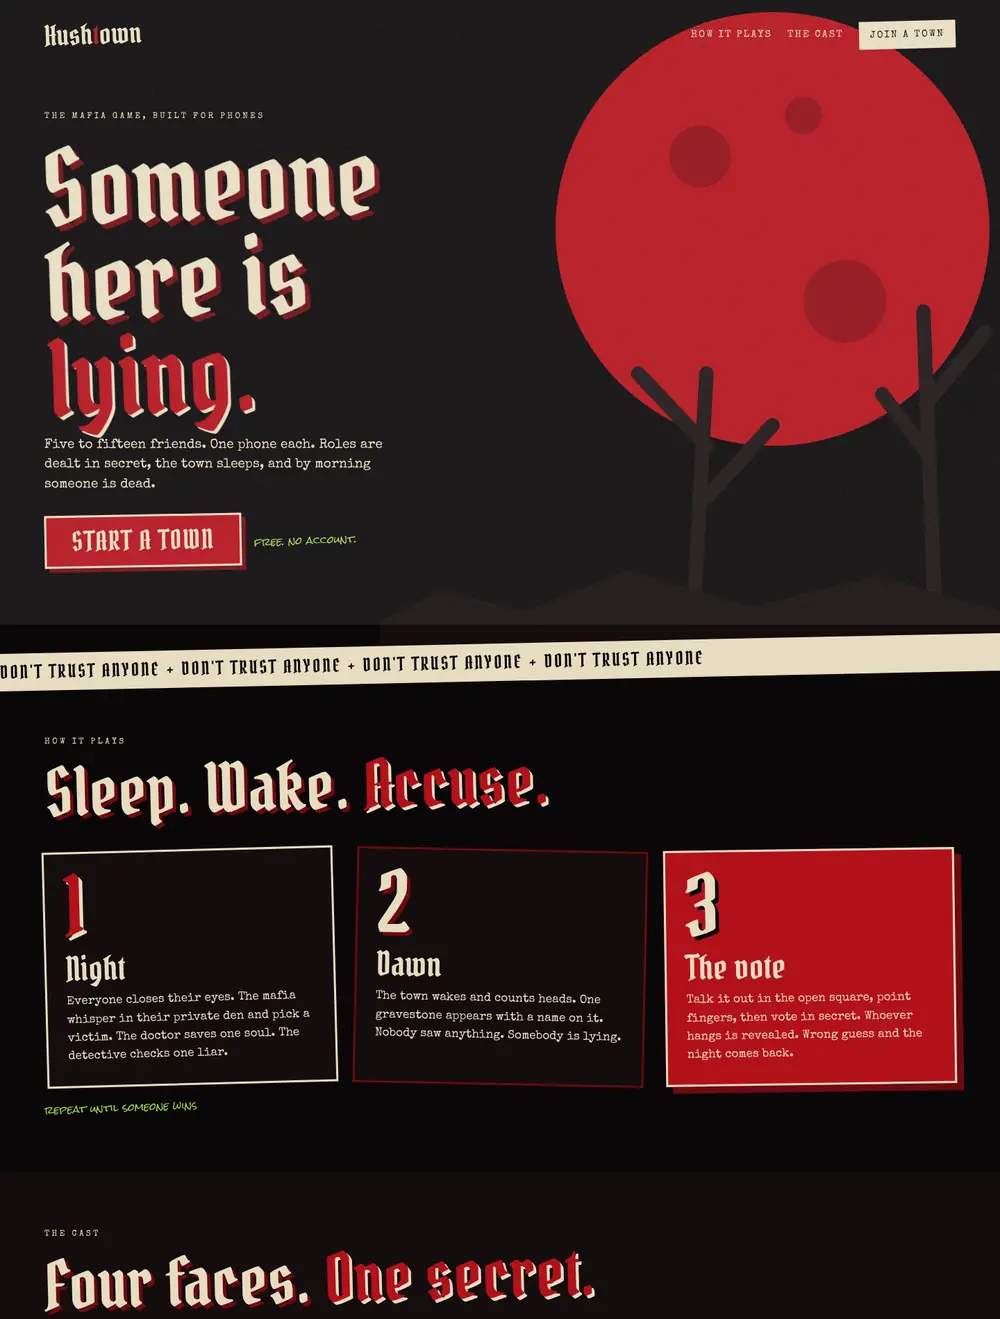 Hushtown
HOW IT PLAYS THE CAST JOIN A TOWN
THE MAFIA GAME, BUILT FOR PHONES
Someone
here is
lying.
Five to fifteen friends. One phone each. Roles are
dealt in secret, the town sleeps, and by morning
someone is dead.
START A TOWN
FREE. NO ACCOUNT.
DON'T TRUST ANYONE + DON'T TRUST ANYONE + DON'T TRUST ANYONE + DON'T TRUST ANYONE
HOW IT PLAYS
Sleep. Wake. Accuse.
1
Night
Everyone closes their eyes. The mafia
whisper in their private den and pick a
victim. The doctor saves one soul. The
detective checks one liar.
2
Dawn
The town wakes and counts heads. One
gravestone appears with a name on it.
Nobody saw anything. Somebody is lying.
3
The vote
Talk it out in the open square, point
fingers, then vote in secret. Whoever
hangs is revealed. Wrong guess and the
night comes back.
REPEAT UNTIL SOMEONE WINS
THE CAST
Four faces. One secret.